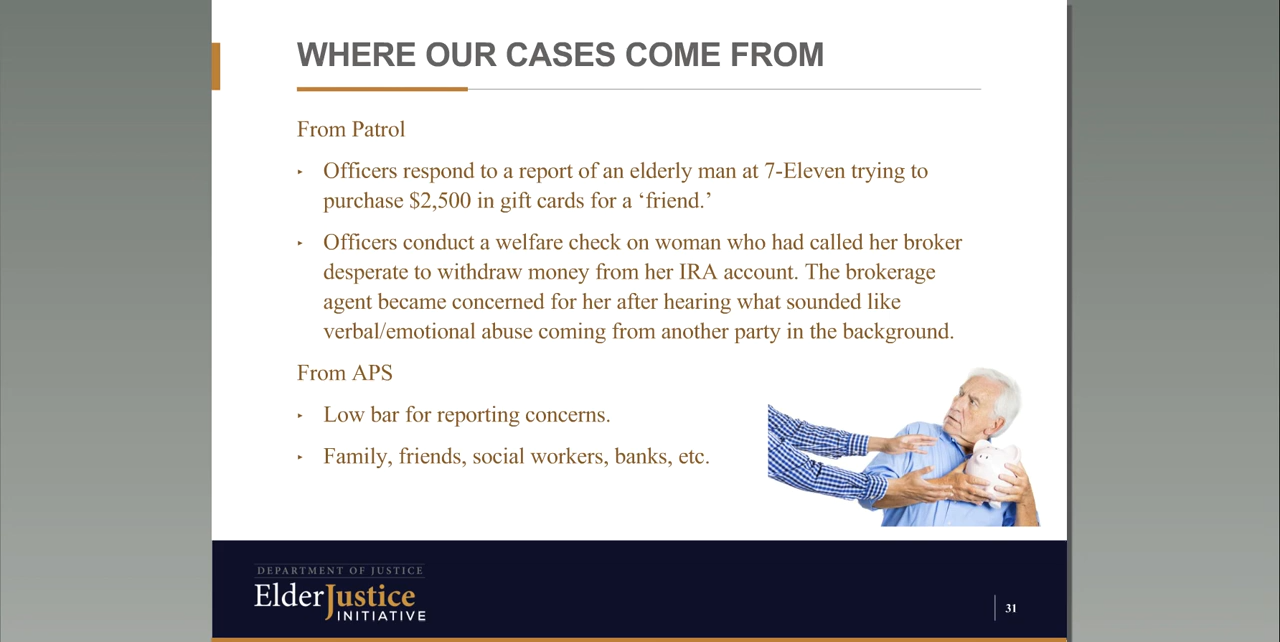 WHERE OUR CASES COME FROM
From Patrol
‣ Officers respond to a report of an elderly man at 7-Eleven trying to
purchase $2,500 in gift cards for a ‘friend.’
‣ Officers conduct a welfare check on woman who had called her broker
desperate to withdraw money from her IRA account. The brokerage
agent became concerned for her after hearing what sounded like
verbal/emotional abuse coming from another party in the background.
From APS
‣ Low bar for reporting concerns.
‣ Family, friends, social workers, banks, etc.
DEPARTMENT OF JUSTICE
ElderJustice
INITIATIVE
31